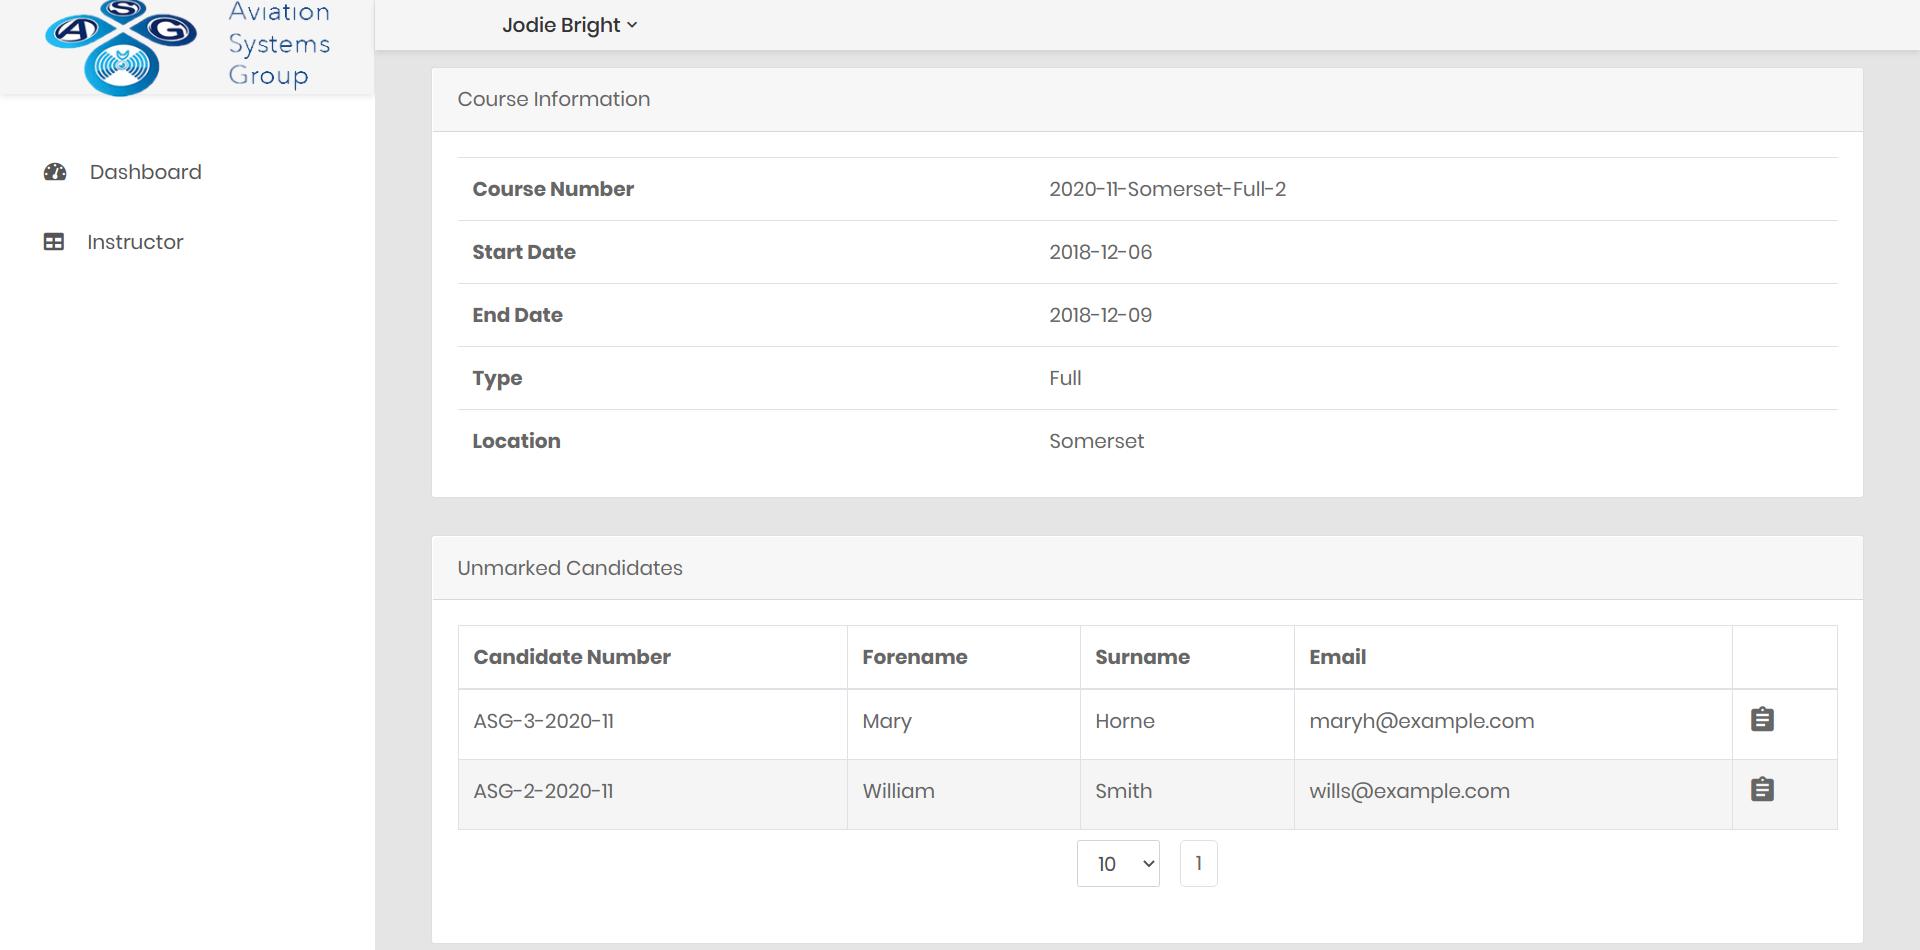 ASG
Aviation
Systems
Group
Jodie Bright
Dashboard
Instructor
Course Information
Course Number 2020-11-Somerset-Full-2
Start Date 2018-12-06
End Date 2018-12-09
Type Full
Location Somerset
Unmarked Candidates
Candidate Number Forename Surname Email
ASG-3-2020-11 Mary Horne maryh@example.com
ASG-2-2020-11 William Smith wills@example.com
10 1